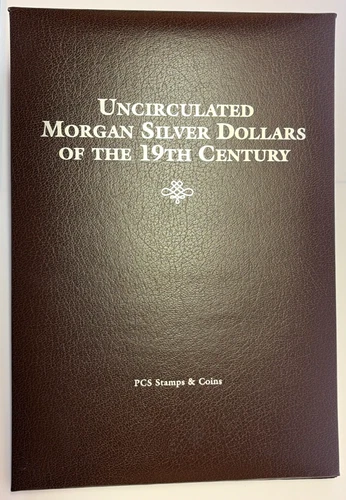 Uncirculated
Morgan Silver Dollars
of the 19th Century
PCS Stamps & Coins